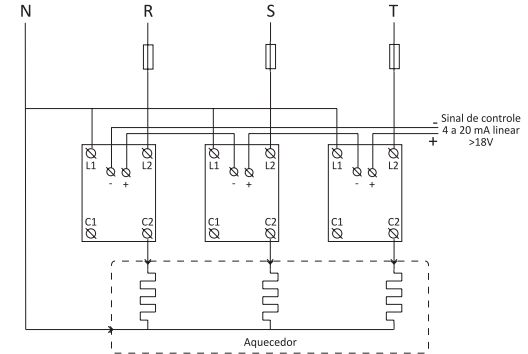 N R S T
- Sinal de controle
4 a 20 mA linear
+ >18V
L1 L2 L1 L2 L1 L2
- + - + - +
C1 C2 C1 C2 C1 C2
Aquecedor